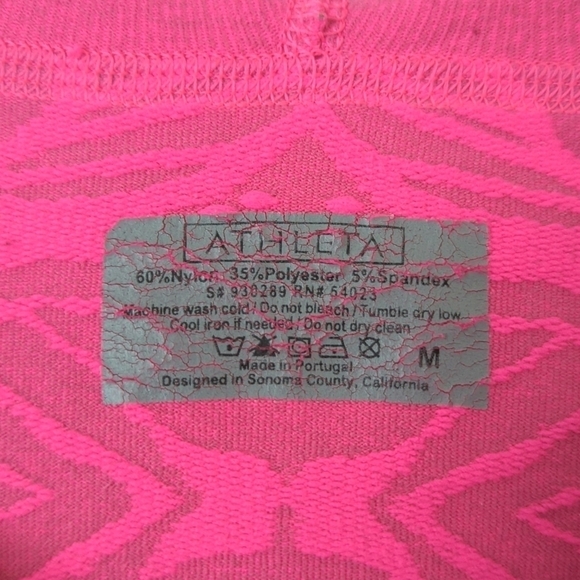 ATHLETA
60%Nylon 35%Polyester 5%Spandex
S# 930289 RN# 54023
Machine wash cold / Do not bleach / Tumble dry low
Cool iron if needed / Do not dry clean
M
Made in Portugal
Designed in Sonoma County, California